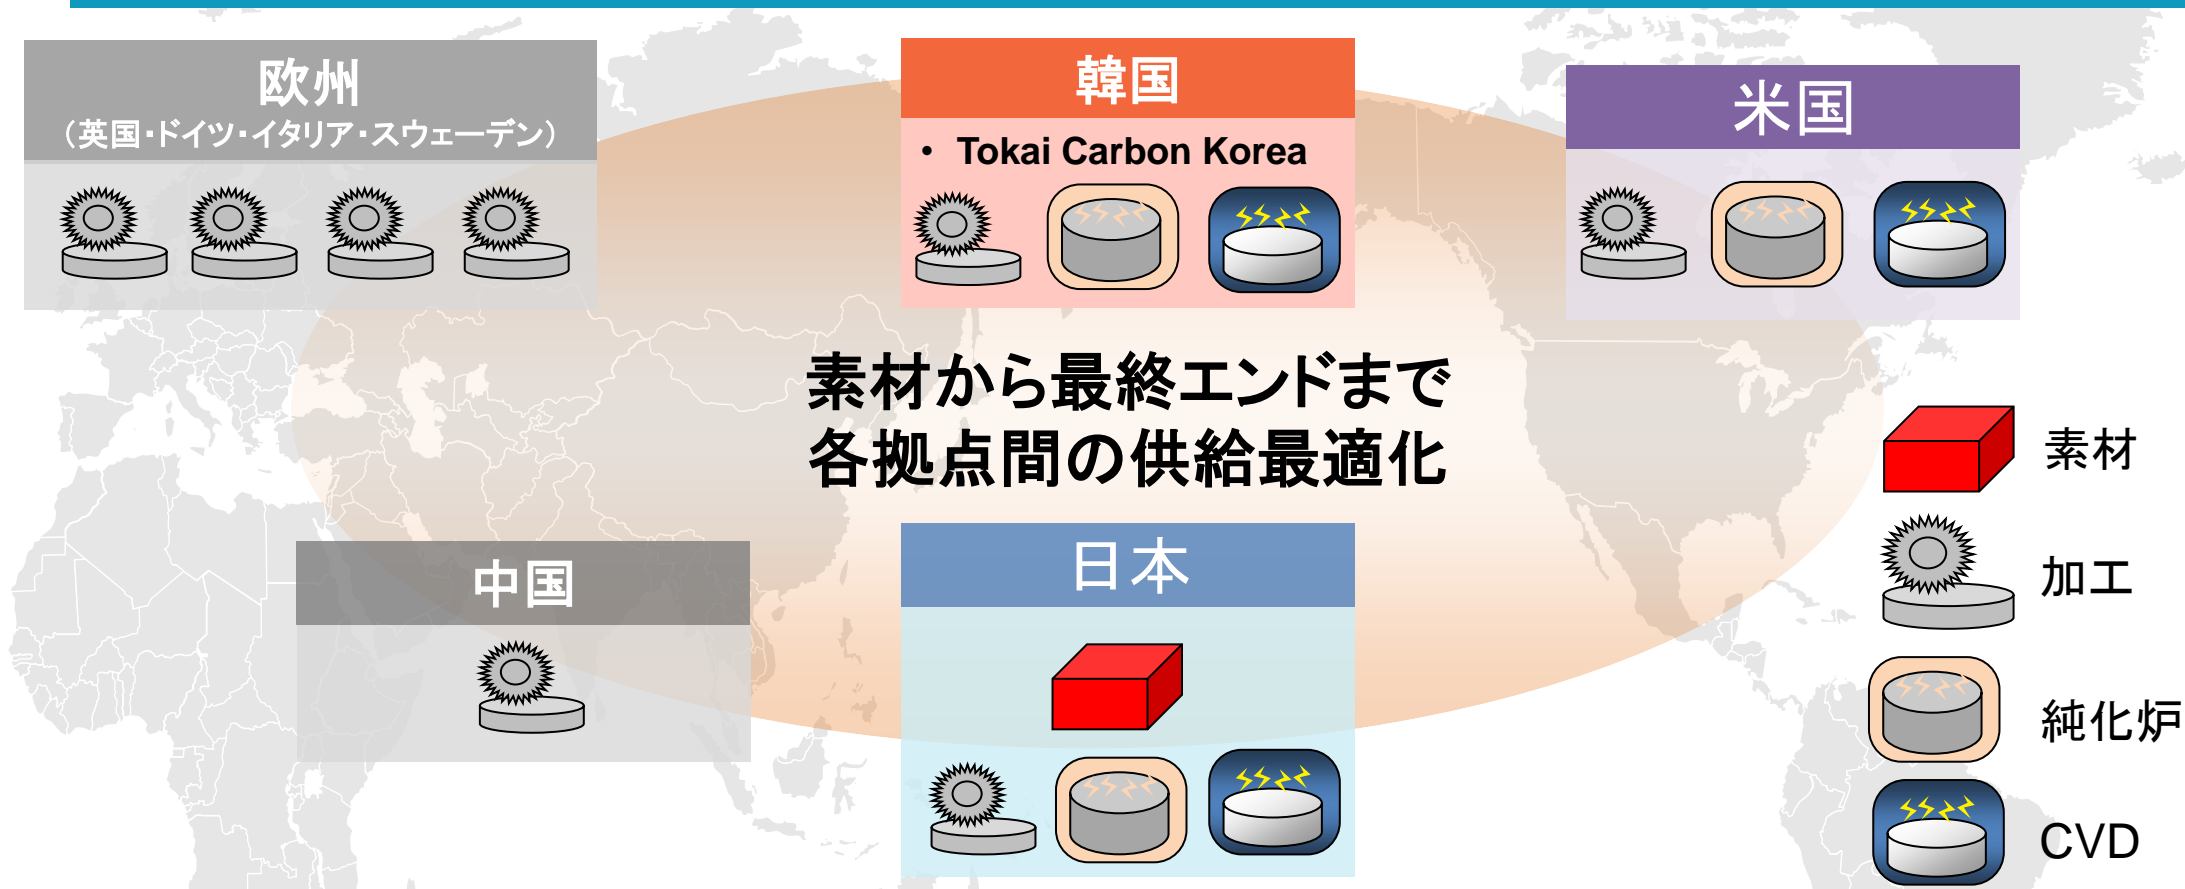 欧州
（英国・ドイツ・イタリア・スウェーデン）
韓国
・ Tokai Carbon Korea
米国
素材から最終エンドまで
各拠点間の供給最適化
中国
日本
素材
加工
純化炉
CVD